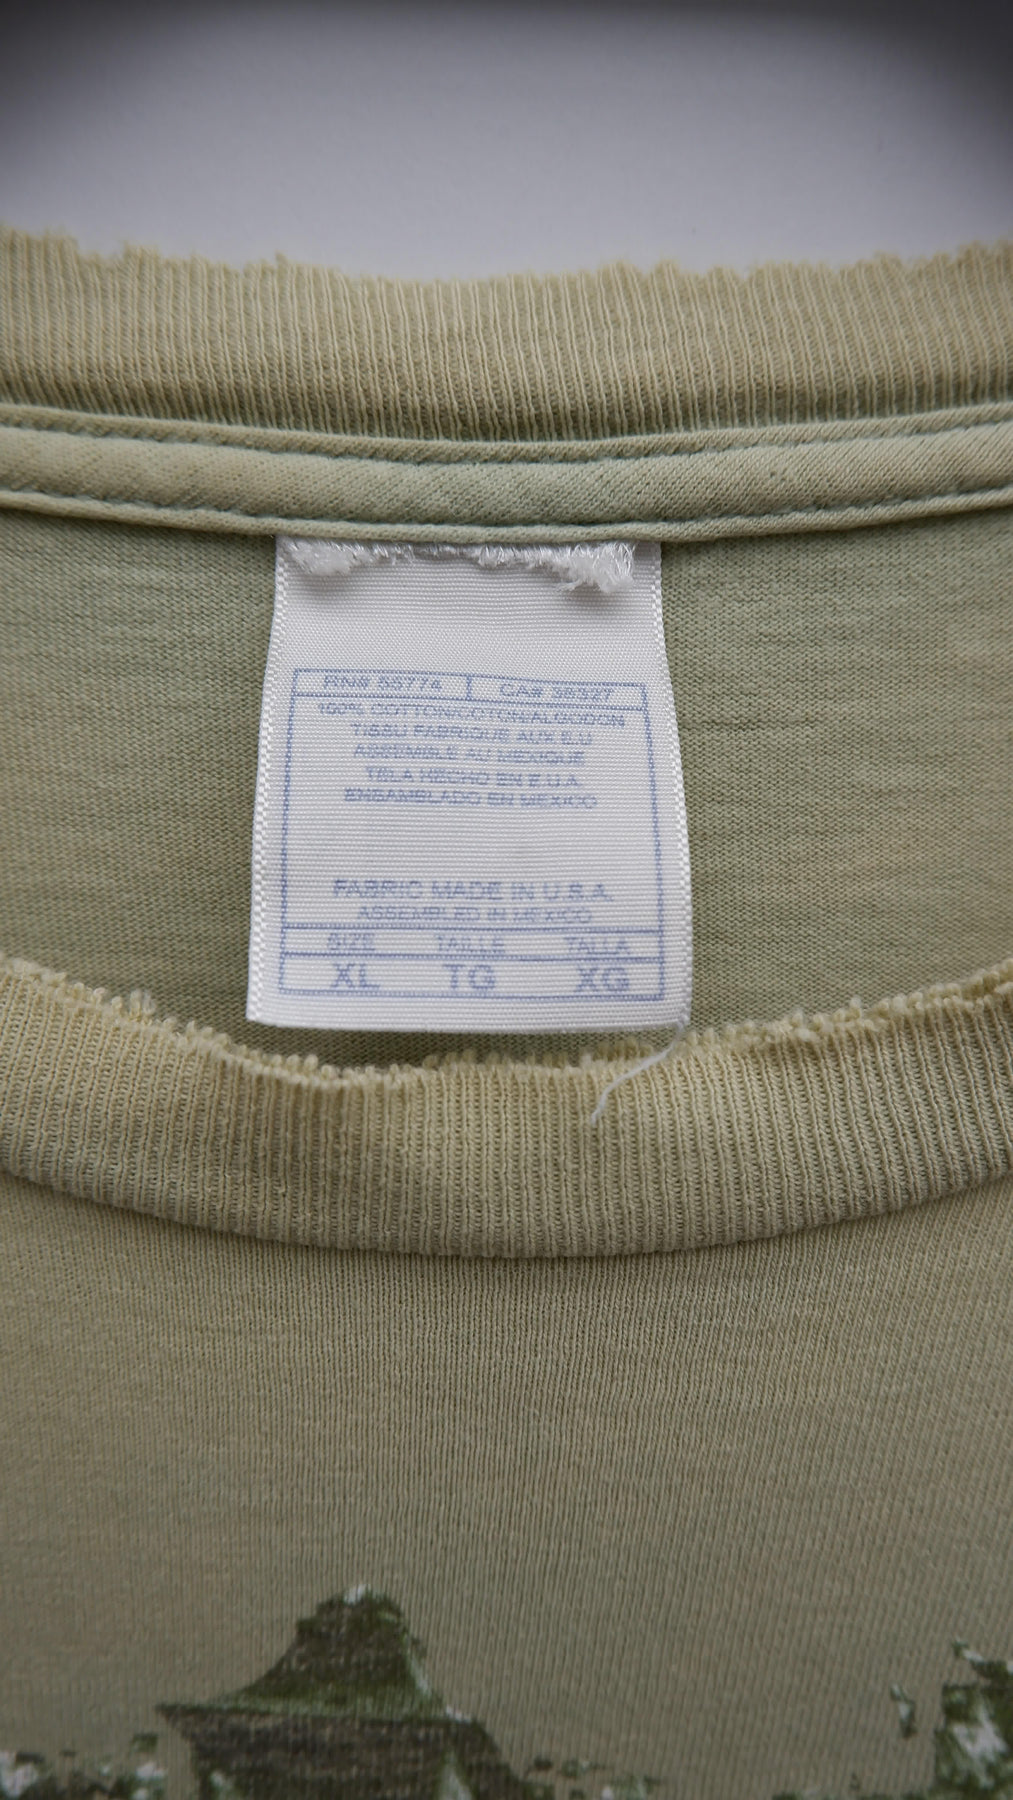 RN# 55774 CA# 38327
100% COTTON/COTON/ALGODON
TISSU FABRIQUE AUX E.U
ASSEMBLE AU MEXIQUE
TELA HECHO EN E.U.A.
ENSAMBLADO EN MEXICO
FABRIC MADE IN U.S.A.
ASSEMBLED IN MEXICO
SIZE TAILLE TALLA
XL TG XG